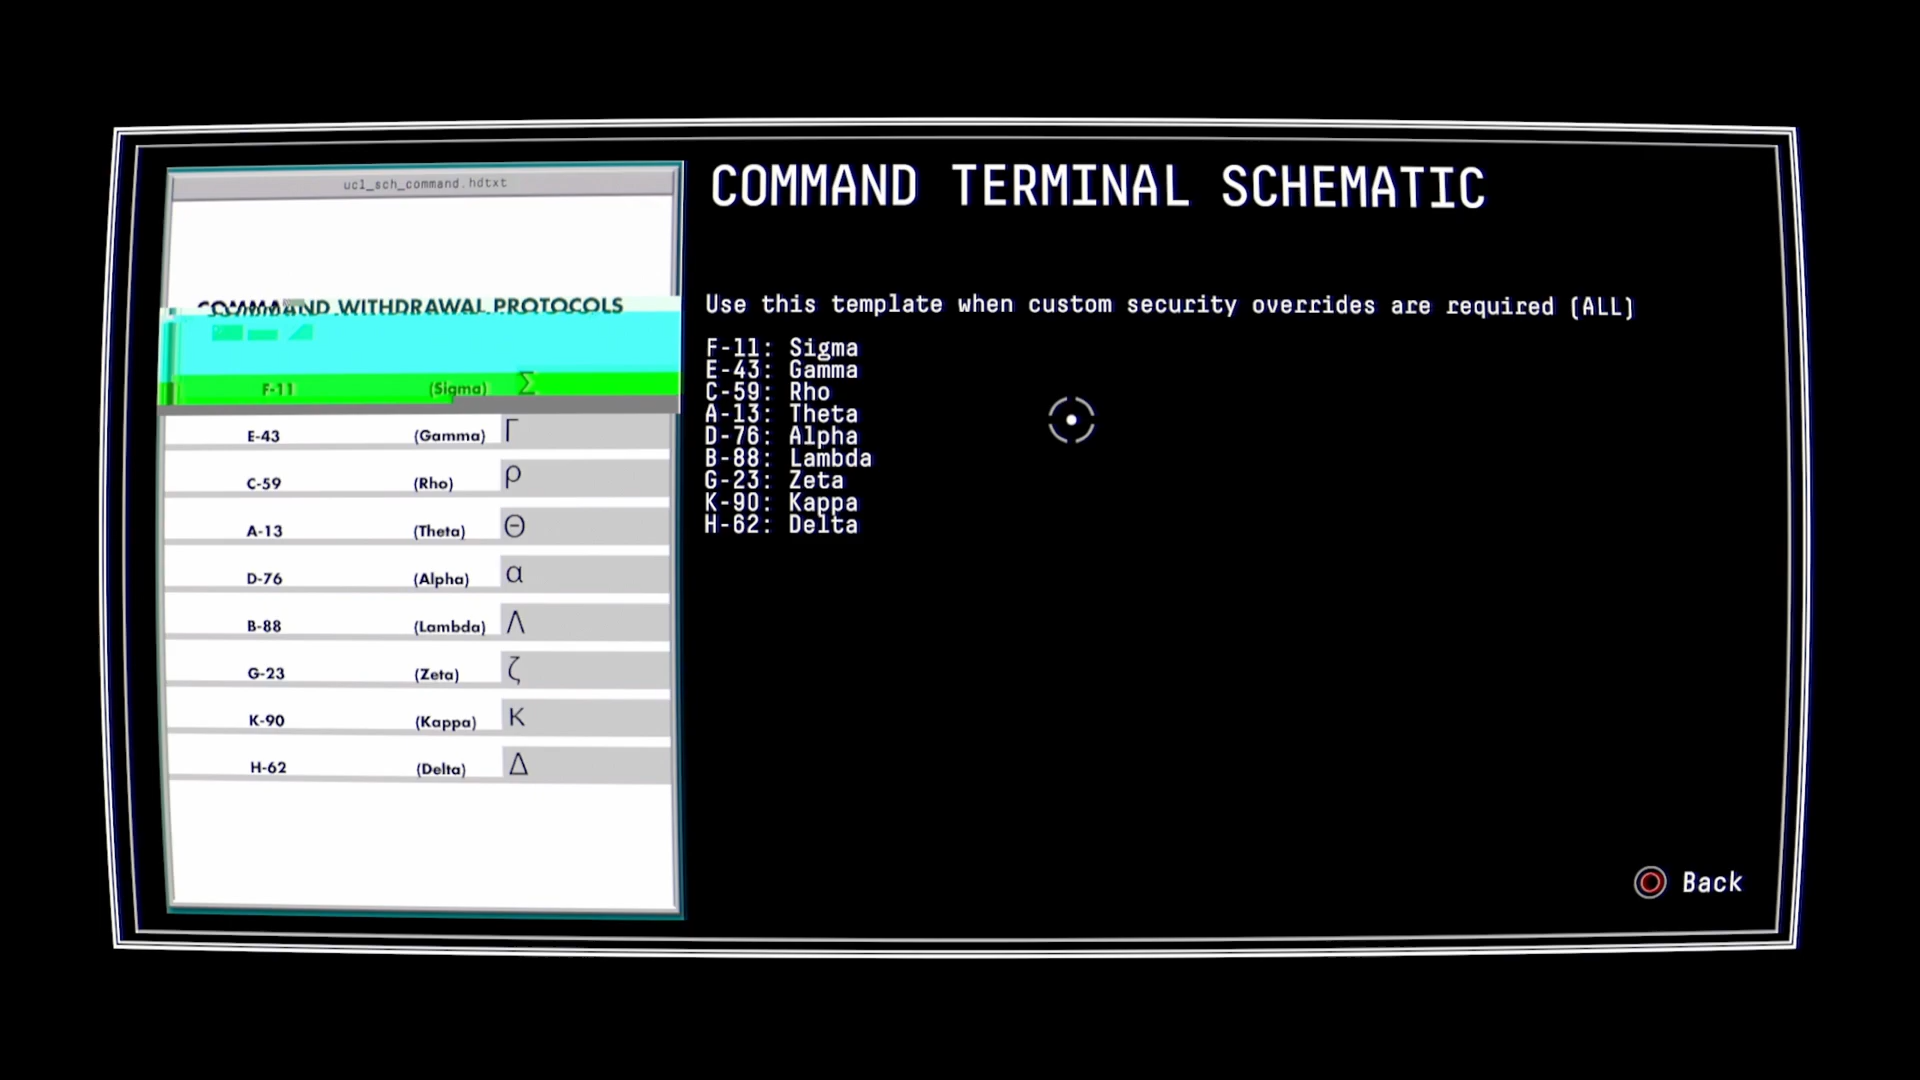 ucl_sch_command.hdtxt
COMMAND WITHDRAWAL PROTOCOLS
F-11 (Sigma) Σ
E-43 (Gamma) Γ
C-59 (Rho) ρ
A-13 (Theta) Θ
D-76 (Alpha) α
B-88 (Lambda) Λ
G-23 (Zeta) ζ
K-90 (Kappa) K
H-62 (Delta) Δ
COMMAND TERMINAL SCHEMATIC
Use this template when custom security overrides are required (ALL)
F-11: Sigma
E-43: Gamma
C-59: Rho
A-13: Theta
D-76: Alpha
B-88: Lambda
G-23: Zeta
K-90: Kappa
H-62: Delta
Back